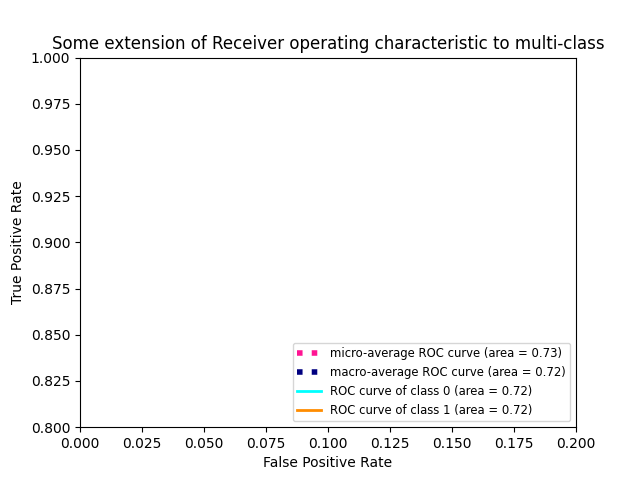 Some extension of Receiver operating characteristic to multi-class
1.000
0.975
0.950
0.925
0.900
0.875
0.850
0.825
0.800
True Positive Rate
micro-average ROC curve (area = 0.73)
macro-average ROC curve (area = 0.72)
ROC curve of class 0 (area = 0.72)
ROC curve of class 1 (area = 0.72)
0.000 0.025 0.050 0.075 0.100 0.125 0.150 0.175 0.200
False Positive Rate